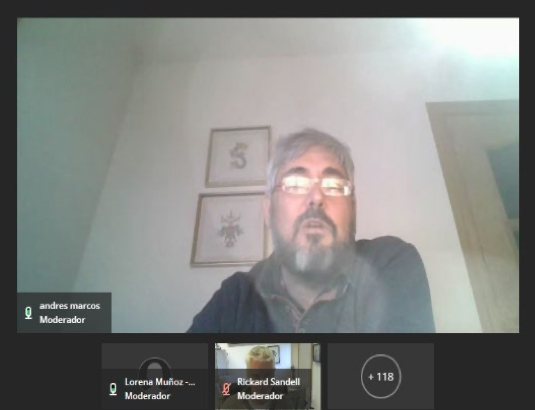 andres marcos
Moderador
Lorena Muñoz -...
Moderador
Rickard Sandell
Moderador
+ 118